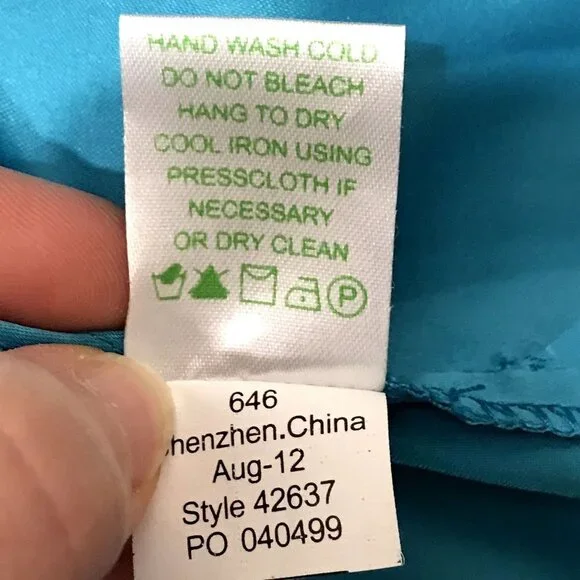 HAND WASH COLD
DO NOT BLEACH
HANG TO DRY
COOL IRON USING
PRESSCLOTH IF
NECESSARY
OR DRY CLEAN
P
646
henzhen.China
Aug-12
Style 42637
PO 040499